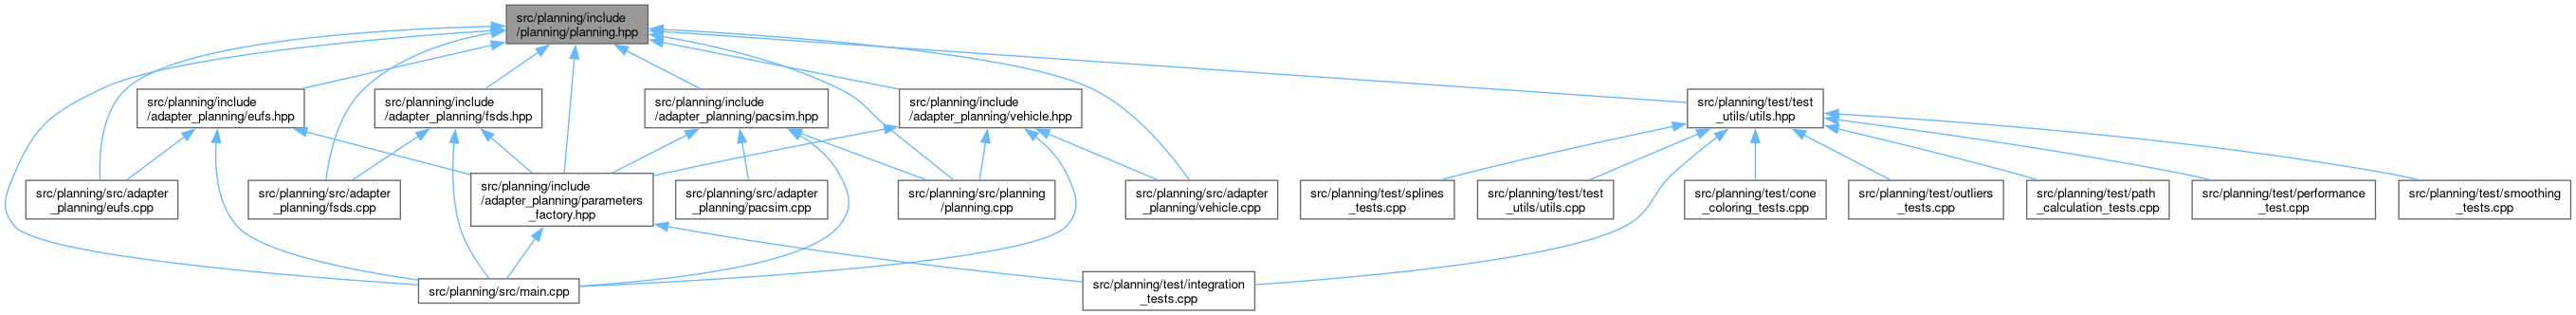 src/planning/include
/planning/planning.hpp
src/planning/include
/adapter_planning/eufs.hpp
src/planning/include
/adapter_planning/fsds.hpp
src/planning/include
/adapter_planning/pacsim.hpp
src/planning/include
/adapter_planning/vehicle.hpp
src/planning/test/test
_utils/utils.hpp
src/planning/src/adapter
_planning/eufs.cpp
src/planning/src/adapter
_planning/fsds.cpp
src/planning/include
/adapter_planning/parameters
_factory.hpp
src/planning/src/adapter
_planning/pacsim.cpp
src/planning/src/planning
/planning.cpp
src/planning/src/adapter
_planning/vehicle.cpp
src/planning/test/splines
_tests.cpp
src/planning/test/test
_utils/utils.cpp
src/planning/test/cone
_coloring_tests.cpp
src/planning/test/outliers
_tests.cpp
src/planning/test/path
_calculation_tests.cpp
src/planning/test/performance
_test.cpp
src/planning/test/smoothing
_tests.cpp
src/planning/src/main.cpp
src/planning/test/integration
_tests.cpp